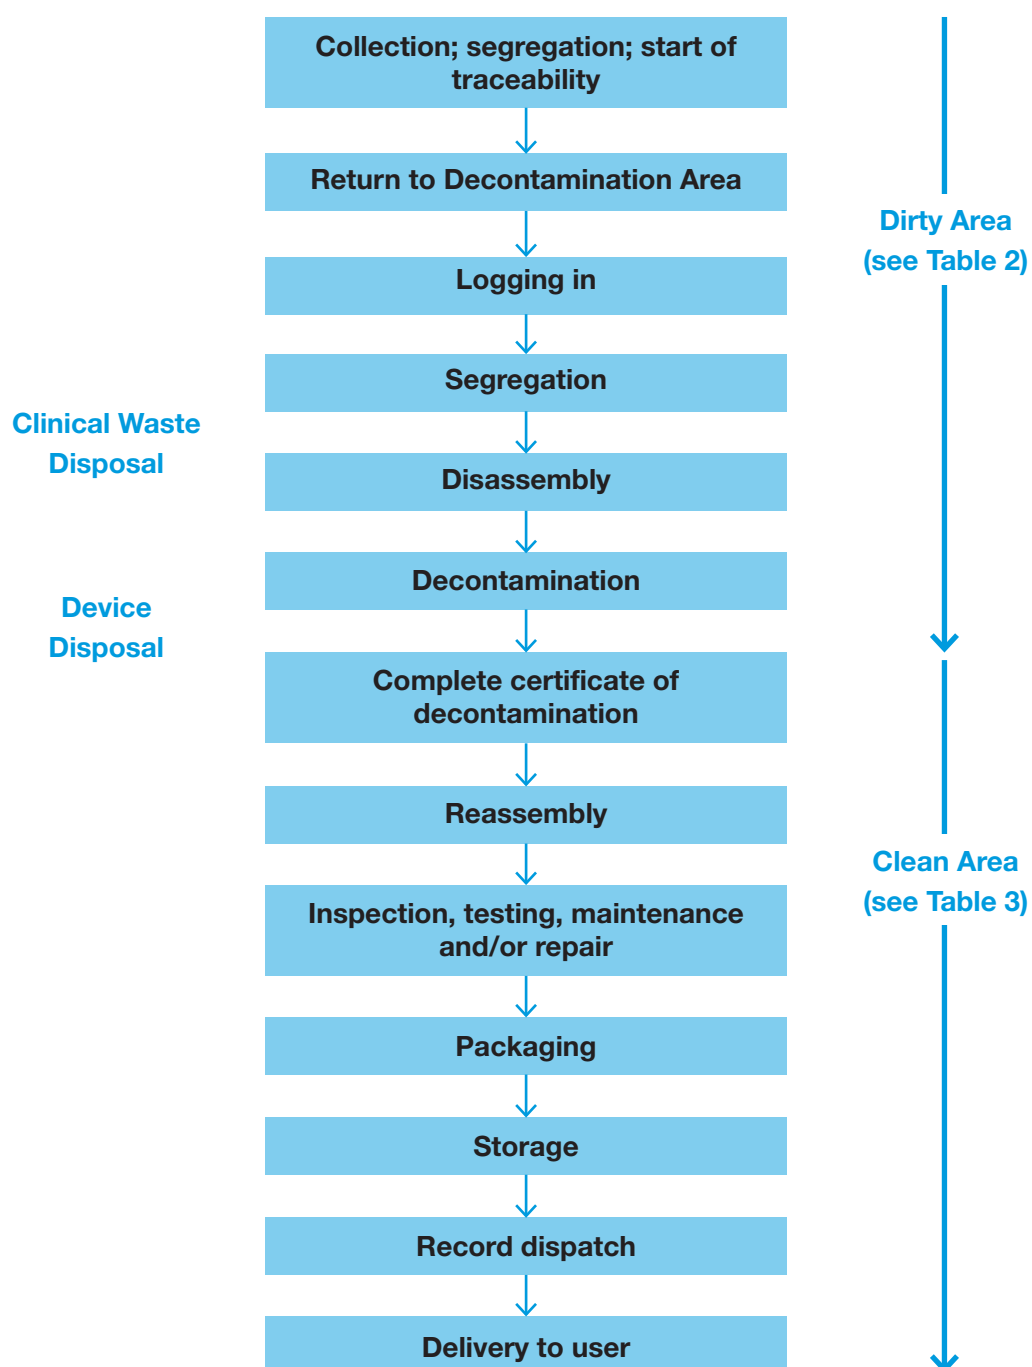 Collection; segregation; start of
traceability
Return to Decontamination Area
Dirty Area
(see Table 2)
Logging in
Segregation
Clinical Waste
Disposal
Disassembly
Decontamination
Device
Disposal
Complete certificate of
decontamination
Reassembly
Clean Area
(see Table 3)
Inspection, testing, maintenance
and/or repair
Packaging
Storage
Record dispatch
Delivery to user